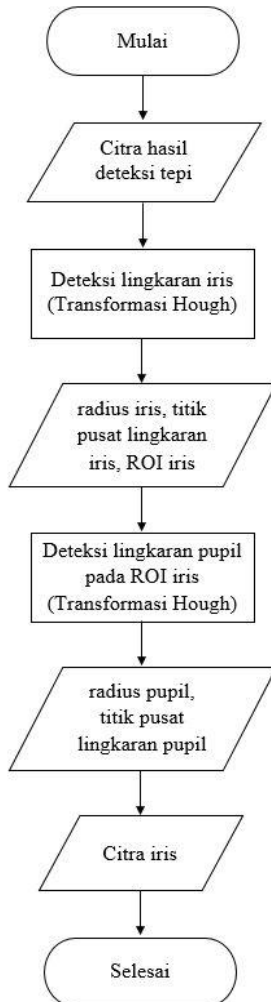 Mulai
Citra hasil
deteksi tepi
Deteksi lingkaran iris
(Transformasi Hough)
radius iris, titik
pusat lingkaran
iris, ROI iris
Deteksi lingkaran pupil
pada ROI iris
(Transformasi Hough)
radius pupil,
titik pusat
lingkaran pupil
Citra iris
Selesai